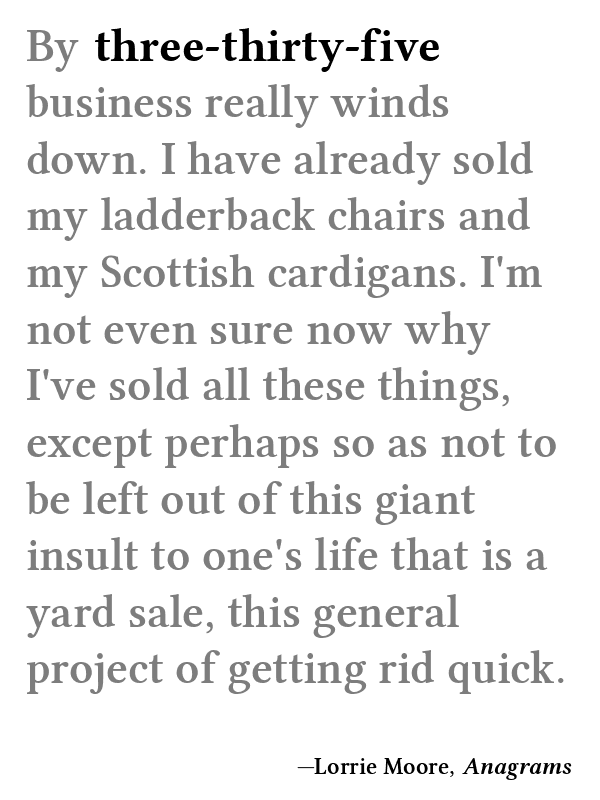 By three-thirty-five
business really winds
down. I have already sold
my ladderback chairs and
my Scottish cardigans. I'm
not even sure now why
I've sold all these things,
except perhaps so as not to
be left out of this giant
insult to one's life that is a
yard sale, this general
project of getting rid quick.
—Lorrie Moore, Anagrams